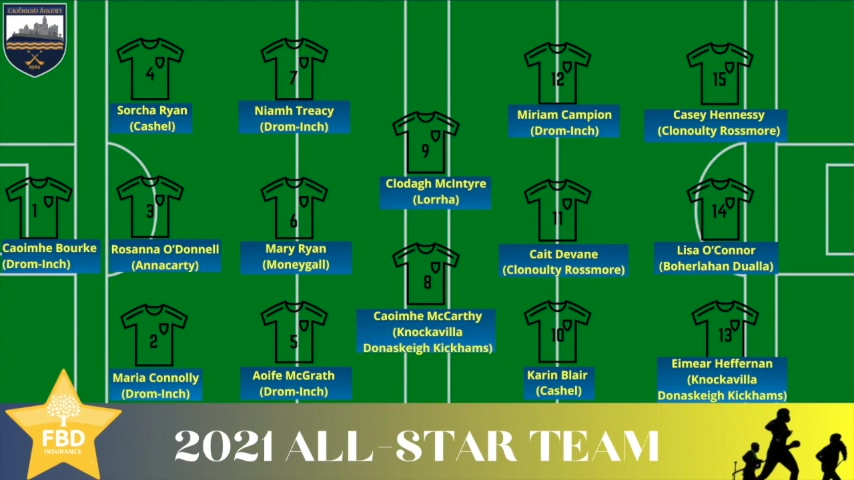 1894
4
Sorcha Ryan
(Cashel)
7
Niamh Treacy
(Drom-Inch)
12
Miriam Campion
(Drom-Inch)
15
Casey Hennessy
(Clonoulty Rossmore)
9
Clodagh McIntyre
(Lorrha)
1
Caoimhe Bourke
(Drom-Inch)
3
Rosanna O'Donnell
(Annacarty)
6
Mary Ryan
(Moneygall)
11
Cait Devane
(Clonoulty Rossmore)
14
Lisa O'Connor
(Boherlahan Dualla)
8
Caoimhe McCarthy
(Knockavilla
Donaskeigh Kickhams)
2
Maria Connolly
(Drom-Inch)
5
Aoife McGrath
(Drom-Inch)
10
Karin Blair
(Cashel)
13
Eimear Heffernan
(Knockavilla
Donaskeigh Kickhams)
FBD
INSURANCE
2021 ALL-STAR TEAM